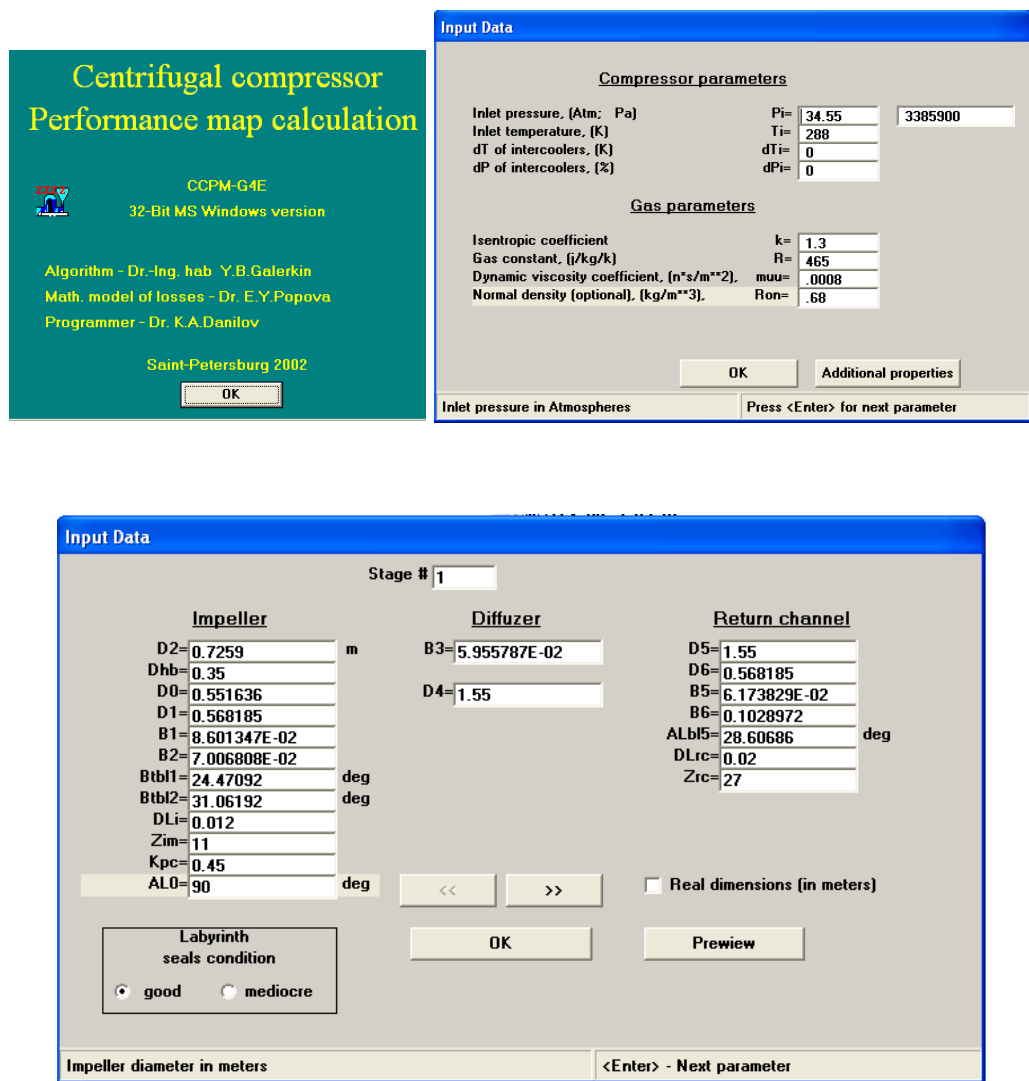 Centrifugal compressor
Performance map calculation
CCPM-G4E
32-Bit MS Windows version
Algorithm - Dr.-Ing. hab Y.B.Galerkin
Math. model of losses - Dr. E.Y.Popova
Programmer - Dr. K.A.Danilov
Saint-Petersburg 2002
OK
Input Data
Compressor parameters
Inlet pressure, (Atm; Pa) Pi= 34.55 3385900
Inlet temperature, (K) Ti= 288
dT of intercoolers, (K) dTi= 0
dP of intercoolers, (%) dPi= 0
Gas parameters
Isentropic coefficient k= 1.3
Gas constant, (j/kg/k) R= 465
Dynamic viscosity coefficient, (n*s/m**2), muu= .0008
Normal density (optional), (kg/m**3), Ron= .68
OK Additional properties
Inlet pressure in Atmospheres Press <Enter> for next parameter
Input Data
Stage # 1
Impeller
D2= 0.7259 m
Dhb= 0.35
D0= 0.551636
D1= 0.568185
B1= 8.601347E-02
B2= 7.006808E-02
Btbl1= 24.47092 deg
Btbl2= 31.06192 deg
DLi= 0.012
Zim= 11
Kpc= 0.45
AL0= 90 deg
Labyrinth
seals condition
good mediocre
Diffuzer
B3= 5.955787E-02
D4= 1.55
<< >>
OK
Return channel
D5= 1.55
D6= 0.568185
B5= 6.173829E-02
B6= 0.1028972
ALbl5= 28.60686 deg
DLrc= 0.02
Zrc= 27
Real dimensions (in meters)
Prewiew
Impeller diameter in meters <Enter> - Next parameter